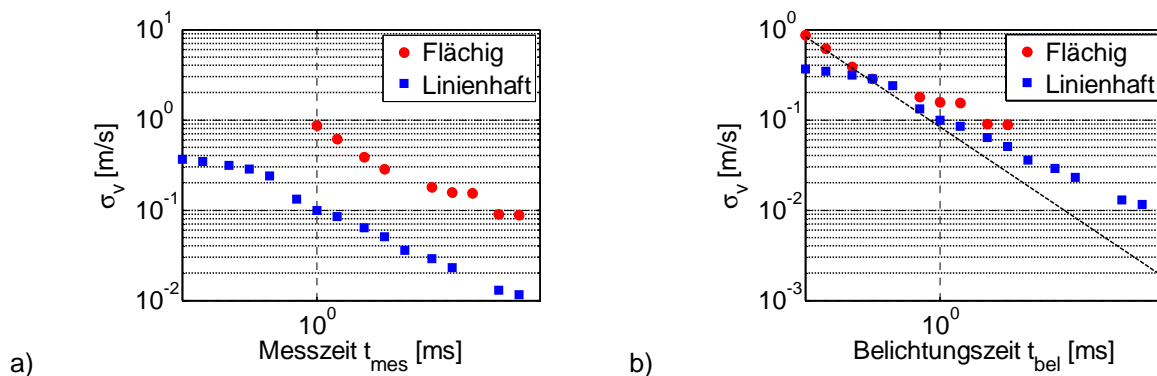 10^1
10^0
10^-1
10^-2
σ_v [m/s]
Flächig
Linienhaft
10^0
Messzeit t_mes [ms]
a)
10^0
10^-1
10^-2
10^-3
σ_v [m/s]
Flächig
Linienhaft
10^0
Belichtungszeit t_bel [ms]
b)